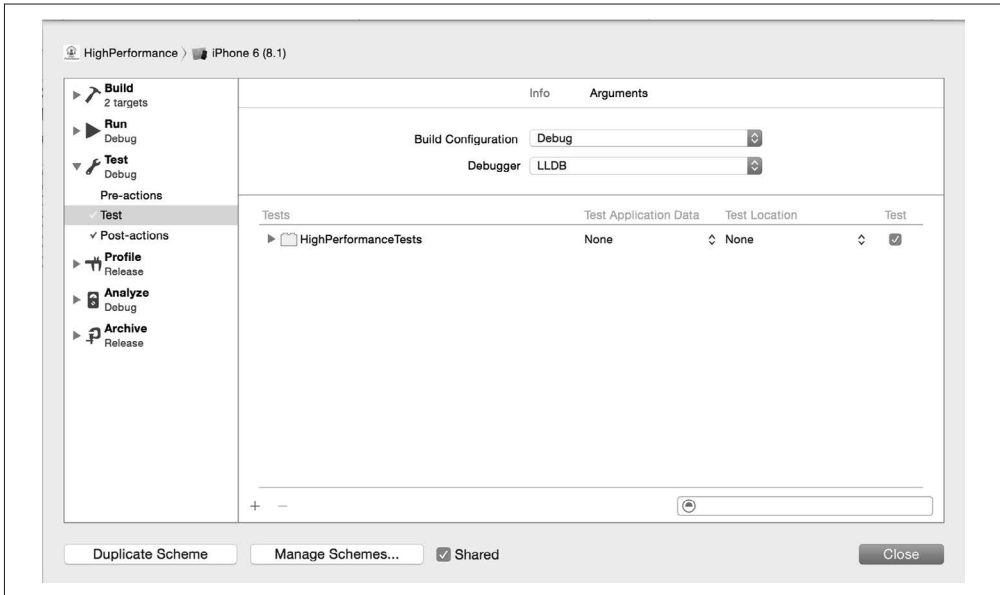 HighPerformance iPhone 6 (8.1)
Build
2 targets
Run
Debug
Test
Debug
Pre-actions
Test
Post-actions
Profile
Release
Analyze
Debug
Archive
Release
Info Arguments
Build Configuration Debug
Debugger LLDB
Tests Test Application Data Test Location Test
HighPerformanceTests None None
+ −
Duplicate Scheme Manage Schemes... Shared Close